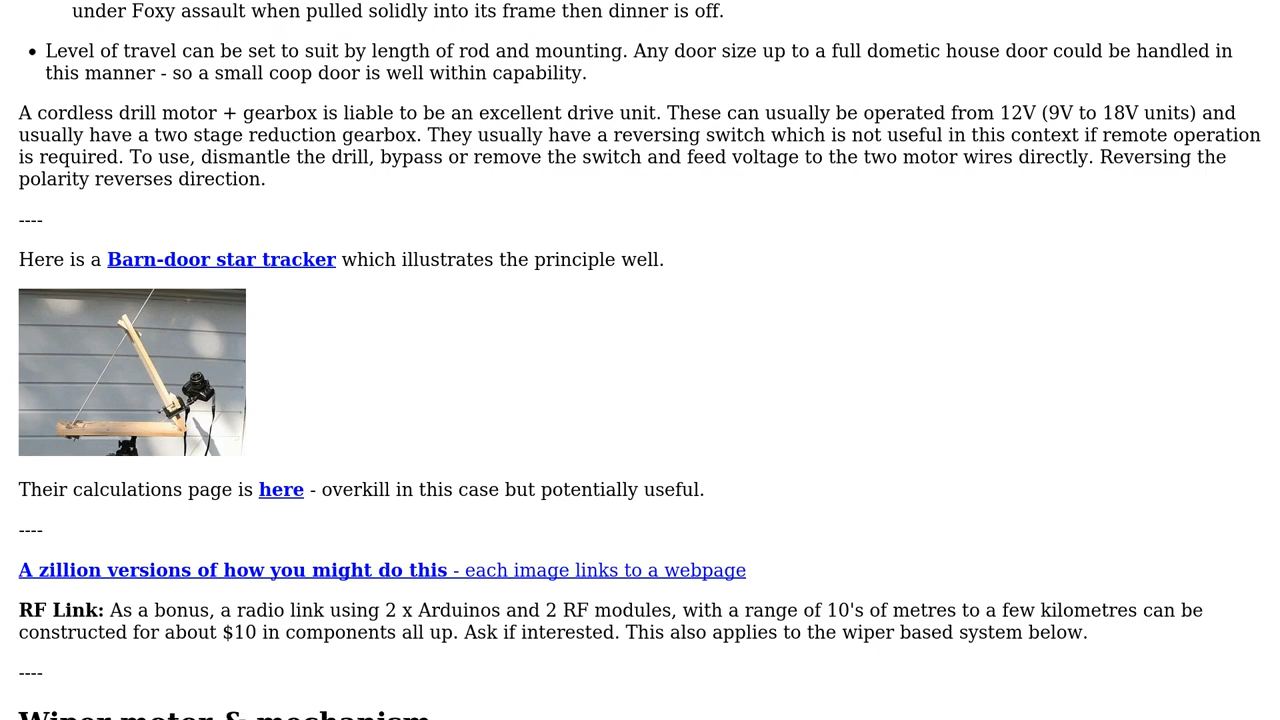 under Foxy assault when pulled solidly into its frame then dinner is off.
• Level of travel can be set to suit by length of rod and mounting. Any door size up to a full dometic house door could be handled in
this manner - so a small coop door is well within capability.
A cordless drill motor + gearbox is liable to be an excellent drive unit. These can usually be operated from 12V (9V to 18V units) and
usually have a two stage reduction gearbox. They usually have a reversing switch which is not useful in this context if remote operation
is required. To use, dismantle the drill, bypass or remove the switch and feed voltage to the two motor wires directly. Reversing the
polarity reverses direction.
----
Here is a Barn-door star tracker which illustrates the principle well.
Their calculations page is here - overkill in this case but potentially useful.
----
A zillion versions of how you might do this - each image links to a webpage
RF Link: As a bonus, a radio link using 2 x Arduinos and 2 RF modules, with a range of 10's of metres to a few kilometres can be
constructed for about $10 in components all up. Ask if interested. This also applies to the wiper based system below.
----
Wiper motor & mechanism